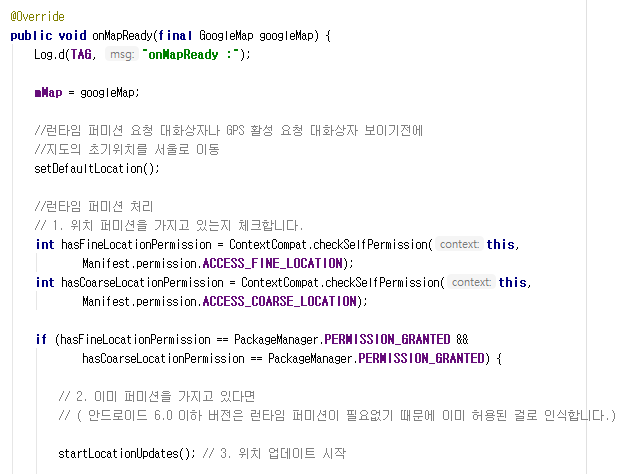 @Override
public void onMapReady(final GoogleMap googleMap) {
Log.d(TAG, msg: "onMapReady :");
mMap = googleMap;
//런타임 퍼미션 요청 대화상자나 GPS 활성 요청 대화상자 보이기전에
//지도의 초기위치를 서울로 이동
setDefaultLocation();
//런타임 퍼미션 처리
// 1. 위치 퍼미션을 가지고 있는지 체크합니다.
int hasFineLocationPermission = ContextCompat.checkSelfPermission( context: this,
Manifest.permission.ACCESS_FINE_LOCATION);
int hasCoarseLocationPermission = ContextCompat.checkSelfPermission( context: this,
Manifest.permission.ACCESS_COARSE_LOCATION);
if (hasFineLocationPermission == PackageManager.PERMISSION_GRANTED &&
hasCoarseLocationPermission == PackageManager.PERMISSION_GRANTED) {
// 2. 이미 퍼미션을 가지고 있다면
// ( 안드로이드 6.0 이하 버전은 런타임 퍼미션이 필요없기 때문에 이미 허용된 걸로 인식합니다.)
startLocationUpdates(); // 3. 위치 업데이트 시작